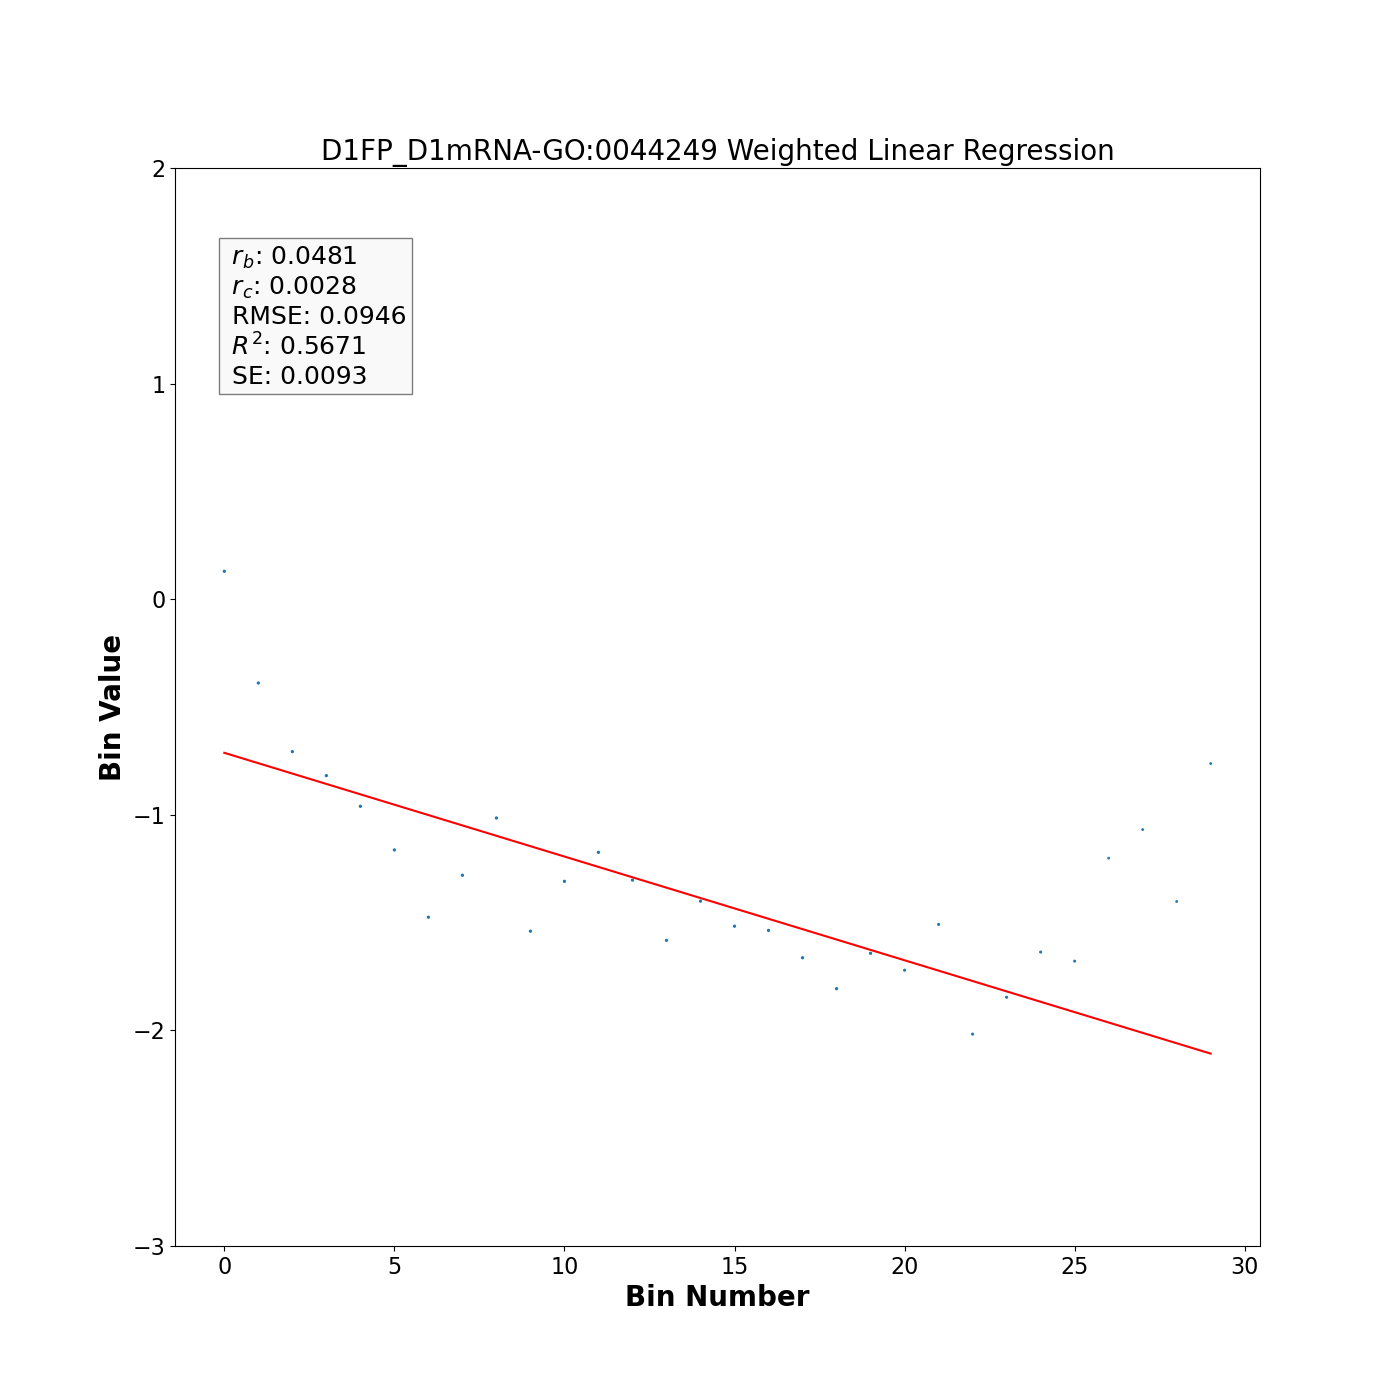 D1FP_D1mRNA-GO:0044249 Weighted Linear Regression
2
r_b: 0.0481
r_c: 0.0028
RMSE: 0.0946
R²: 0.5671
SE: 0.0093
1
0
−1
−2
−3
Bin Value
0 5 10 15 20 25 30
Bin Number